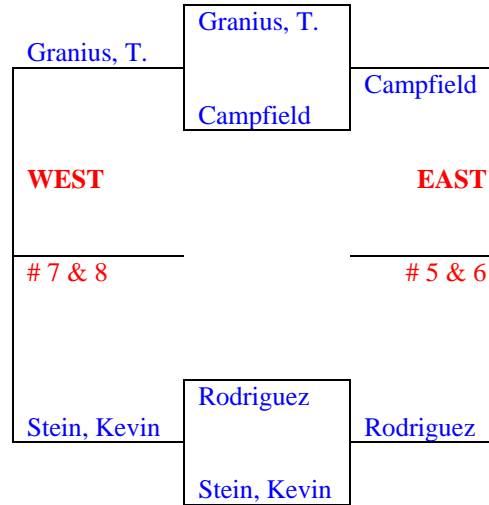 Granius, T.
Granius, T.
Campfield
Campfield
WEST
EAST
# 7 & 8
# 5 & 6
Rodriguez
Stein, Kevin
Rodriguez
Stein, Kevin